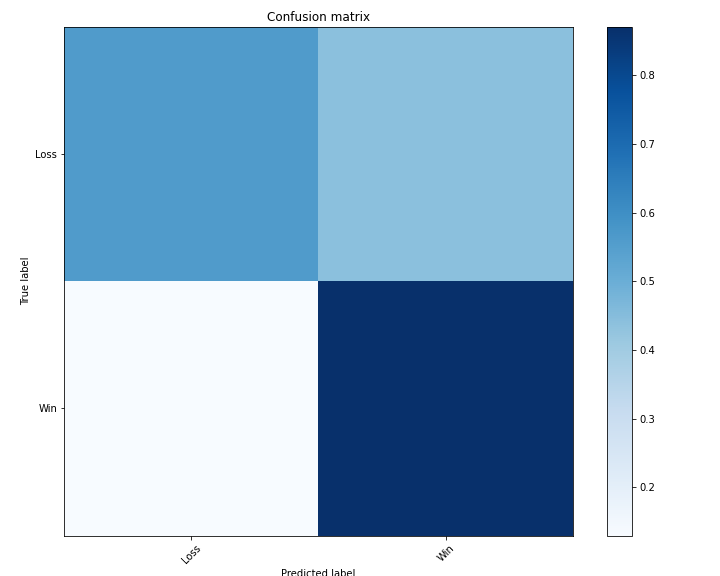 Confusion matrix
True label
Loss
Win
Loss
Win
Predicted label
0.8
0.7
0.6
0.5
0.4
0.3
0.2